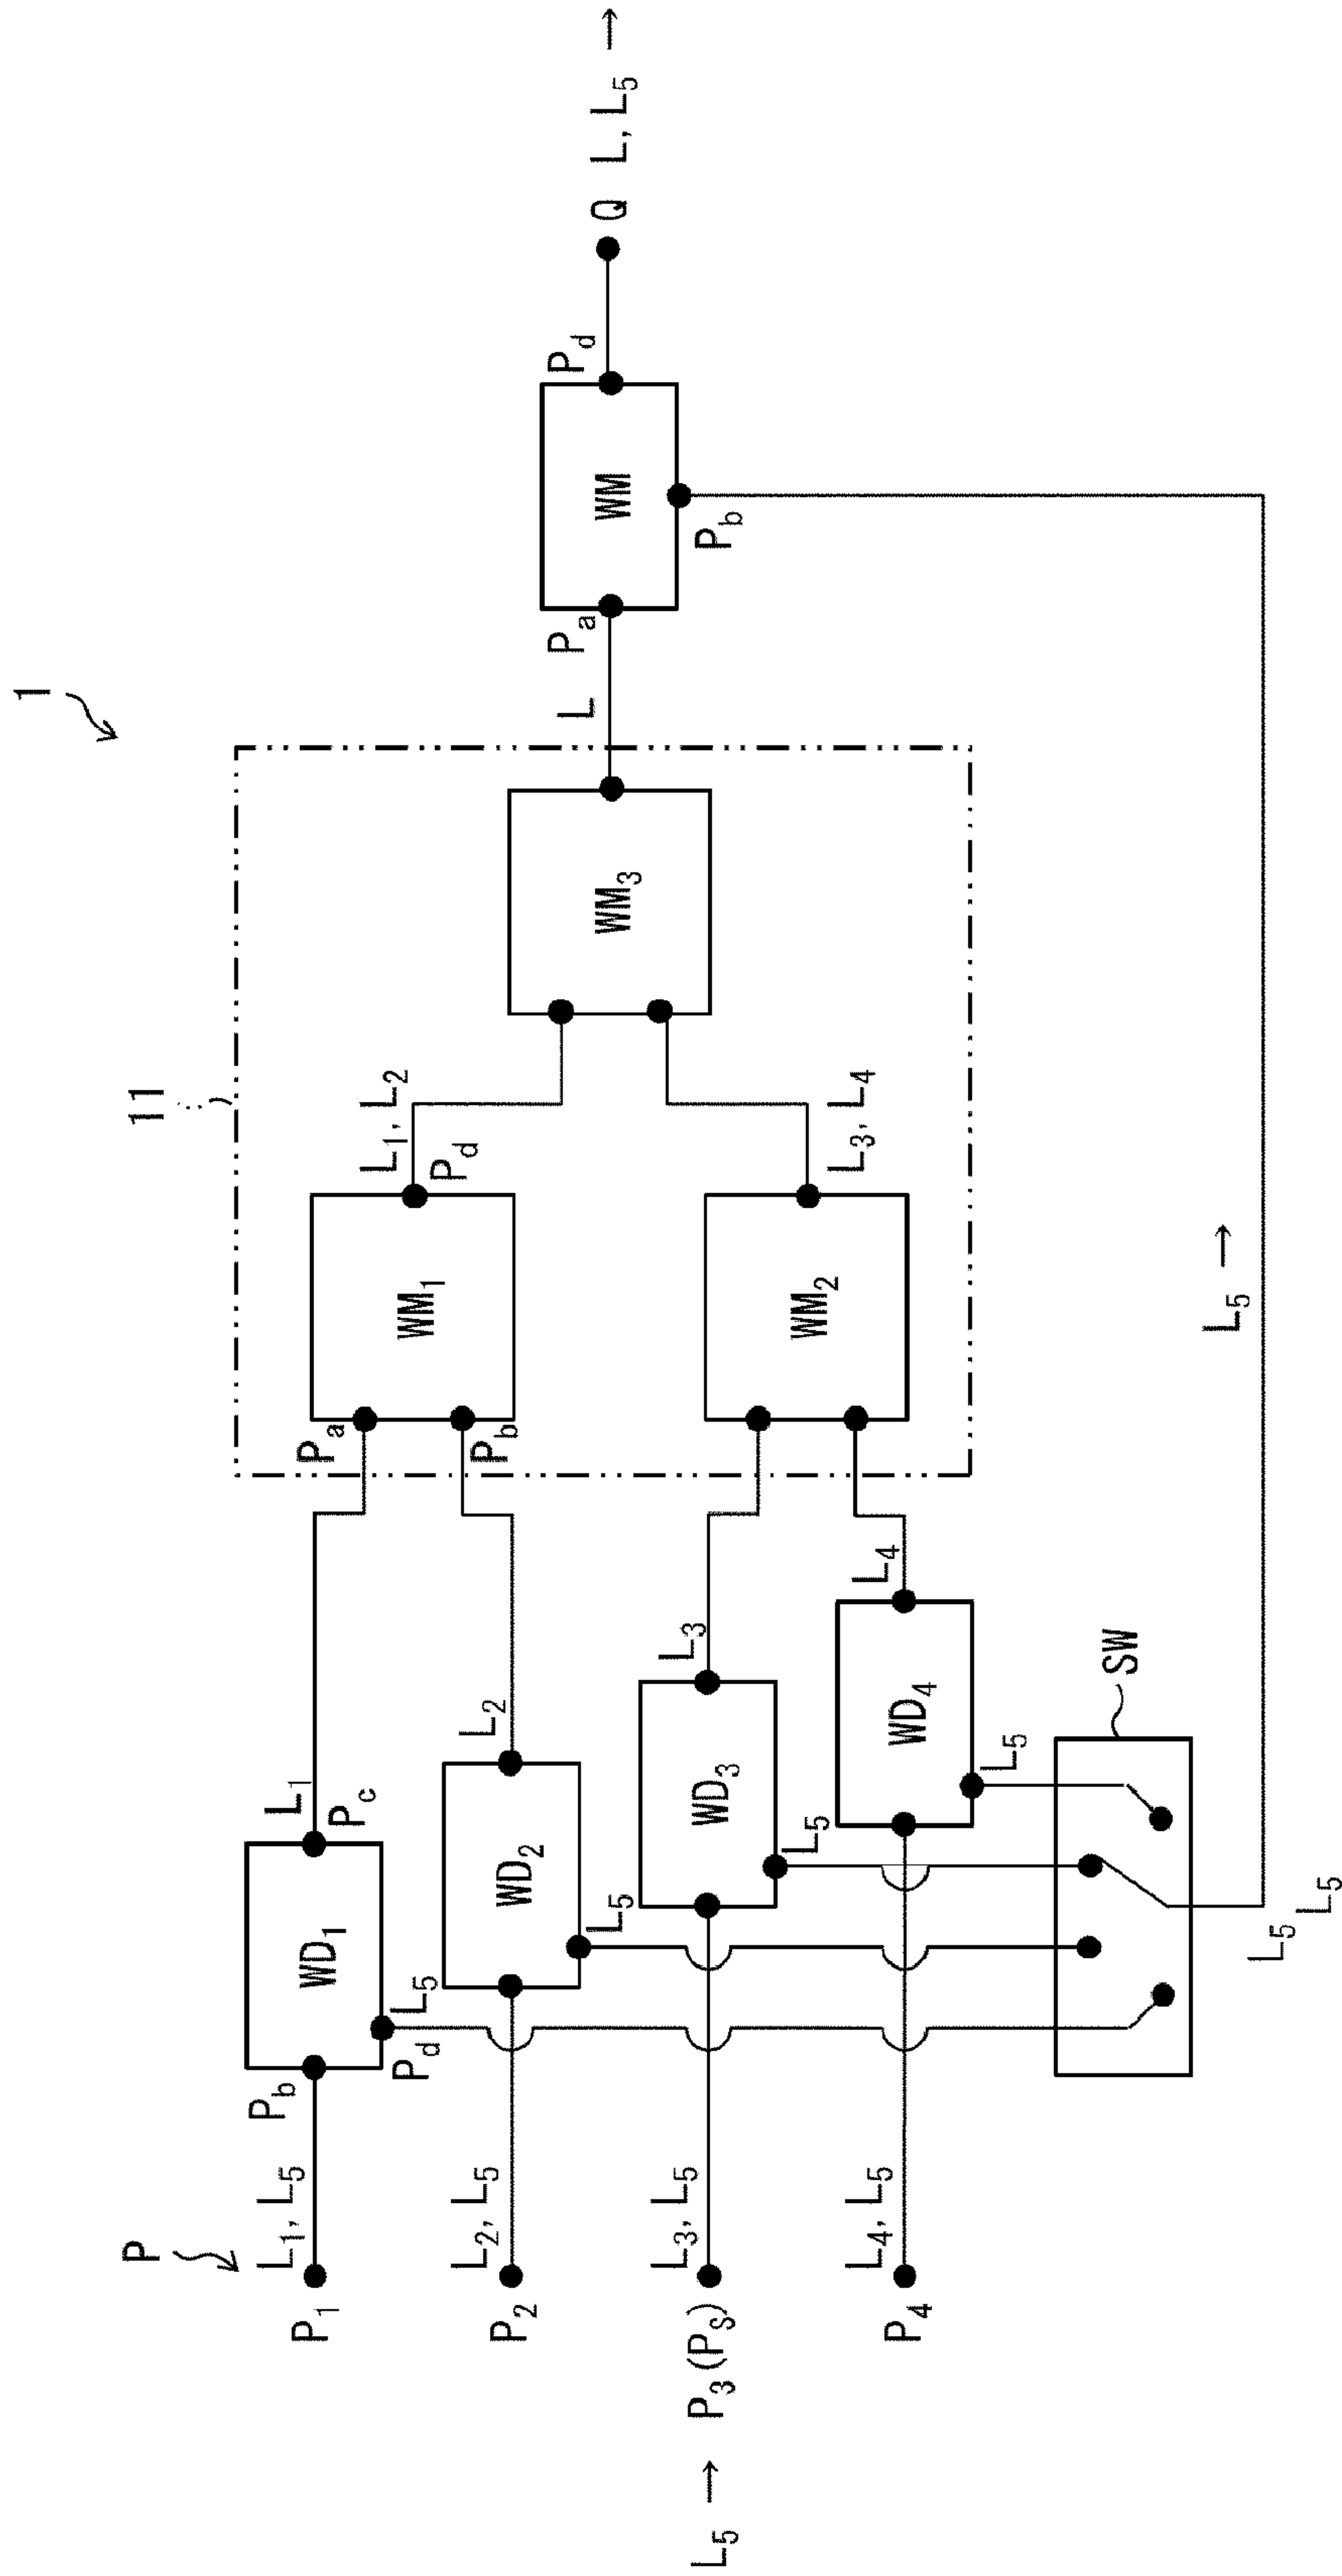 1
11
P
P1
L1, L5
Pb
WD1
Pd
L5
L1
Pc
Pa
Pb
WM1
L1, L2
Pd
P2
L2, L5
WD2
L5
L2
WM3
L
Pa
WM
Pb
Pd
Q L, L5 →
L5 → P3(PS)
L3, L5
WD3
L5
L3
WM2
L3, L4
P4
L4, L5
WD4
L5
L4
SW
L5
L5
L5 →